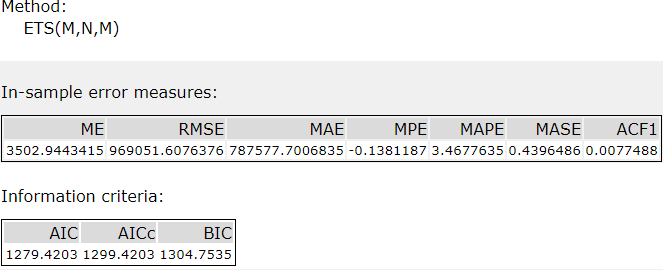 Method:
ETS(M,N,M)
In-sample error measures:
ME RMSE MAE MPE MAPE MASE ACF1
3502.9443415 969051.6076376 787577.7006835 -0.1381187 3.4677635 0.4396486 0.0077488
Information criteria:
AIC AICc BIC
1279.4203 1299.4203 1304.7535